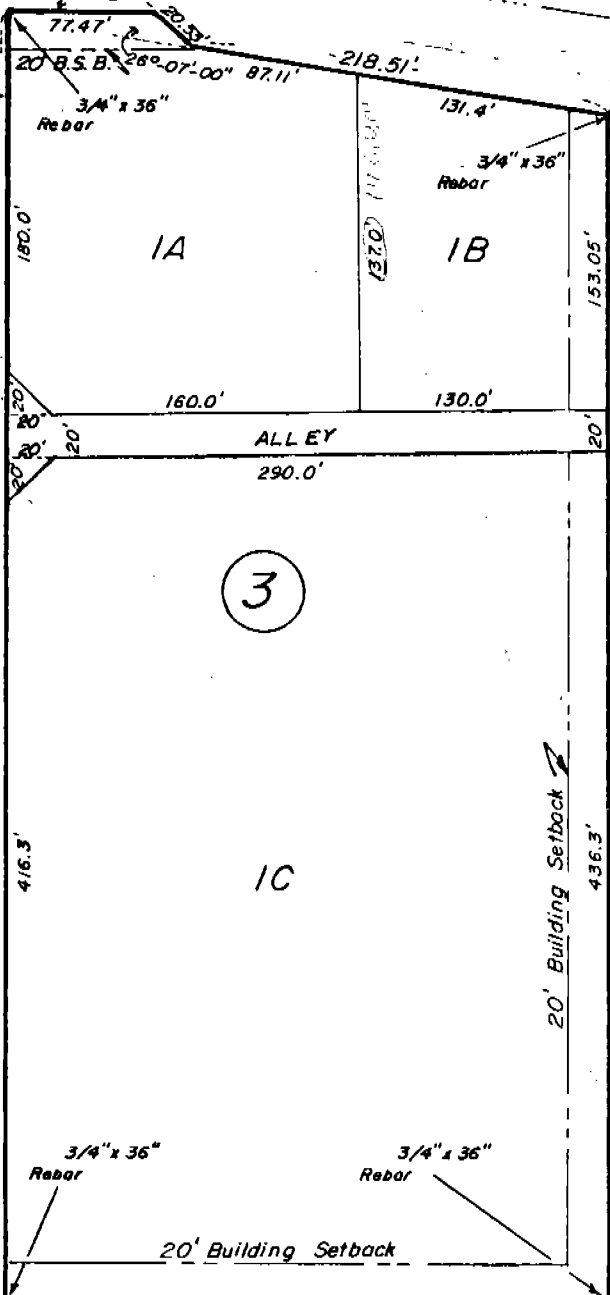 77.47'
20.53'
20' B.S.B.
26°-07'-00"
87.11'
218.51'
131.4'
3/4" x 36"
Rebar
3/4" x 36"
Rebar
180.0'
1A
137.0'
1B
153.05'
20'
20'
160.0'
130.0'
20'
ALLEY
20'
20'
20'
290.0'
3
416.3'
1C
20' Building Setback
436.3'
3/4" x 36"
Rebar
3/4" x 36"
Rebar
20' Building Setback